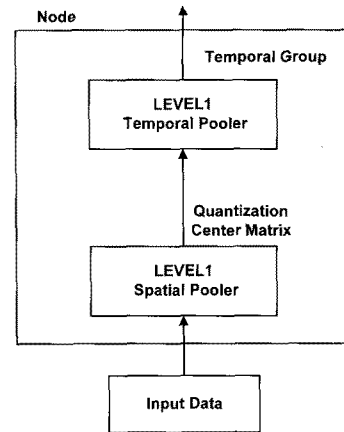 Node
Temporal Group
LEVEL1
Temporal Pooler
Quantization
Center Matrix
LEVEL1
Spatial Pooler
Input Data